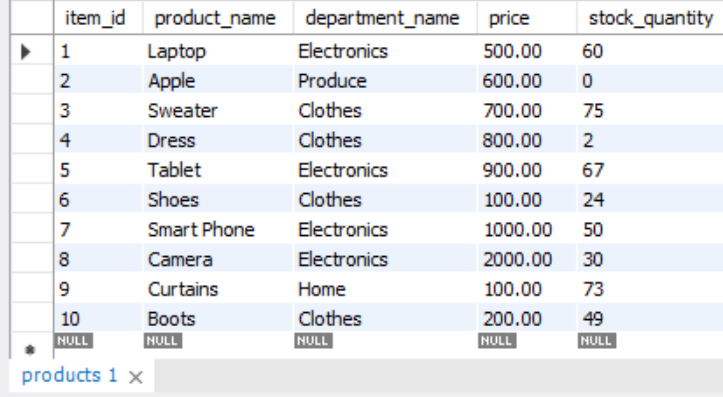 item_id product_name department_name price stock_quantity
1 Laptop Electronics 500.00 60
2 Apple Produce 600.00 0
3 Sweater Clothes 700.00 75
4 Dress Clothes 800.00 2
5 Tablet Electronics 900.00 67
6 Shoes Clothes 100.00 24
7 Smart Phone Electronics 1000.00 50
8 Camera Electronics 2000.00 30
9 Curtains Home 100.00 73
10 Boots Clothes 200.00 49
NULL NULL NULL NULL NULL
products 1